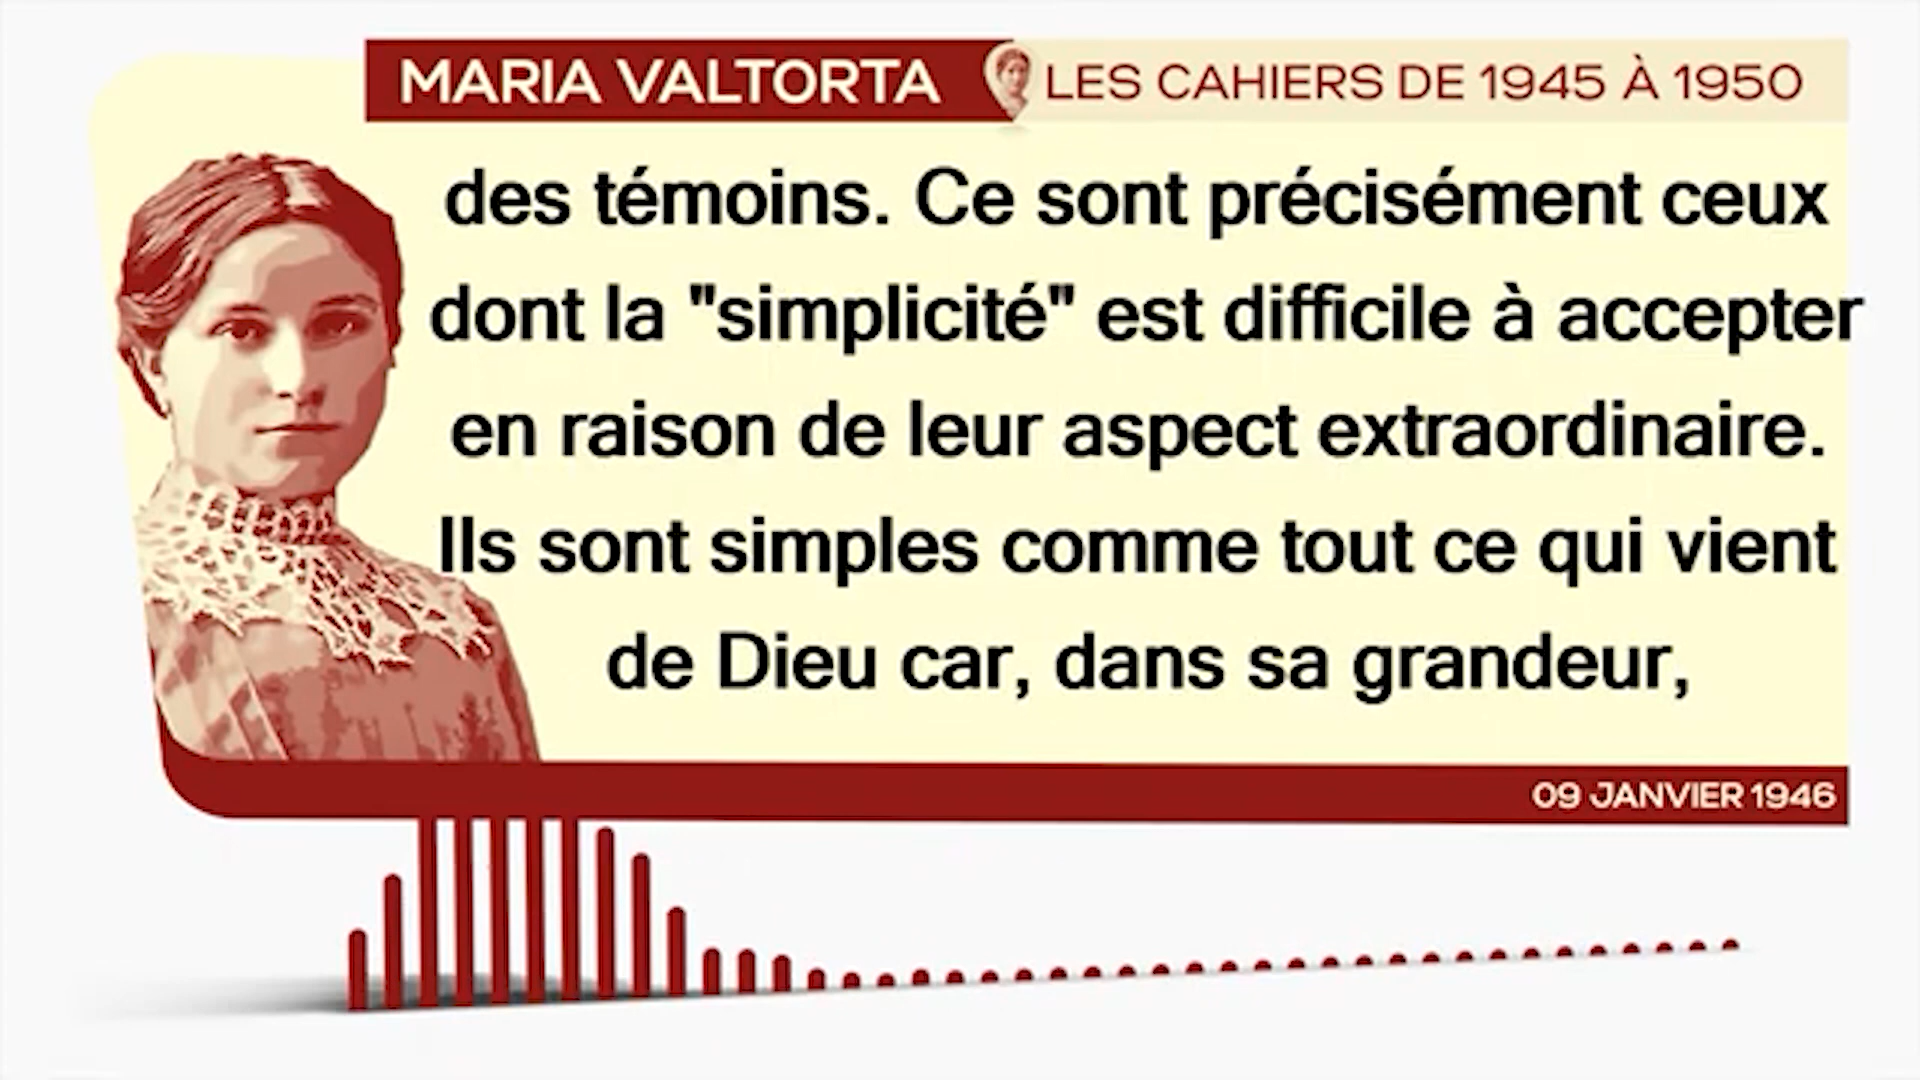 MARIA VALTORTA LES CAHIERS DE 1945 À 1950
des témoins. Ce sont précisément ceux
dont la "simplicité" est difficile à accepter
en raison de leur aspect extraordinaire.
Ils sont simples comme tout ce qui vient
de Dieu car, dans sa grandeur,
09 JANVIER 1946